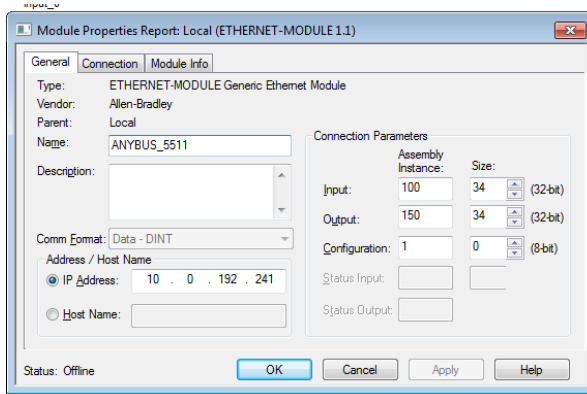 Input_0
Module Properties Report: Local (ETHERNET-MODULE 1.1)
General Connection Module Info
Type: ETHERNET-MODULE Generic Ethernet Module
Vendor: Allen-Bradley
Parent: Local
Name: ANYBUS_5511
Description:
Comm Format: Data - DINT
Address / Host Name
IP Address: 10 . 0 . 192 . 241
Host Name:
Connection Parameters
Assembly
Instance: Size:
Input: 100 34 (32-bit)
Output: 150 34 (32-bit)
Configuration: 1 0 (8-bit)
Status Input:
Status Output:
Status: Offline
OK Cancel Apply Help